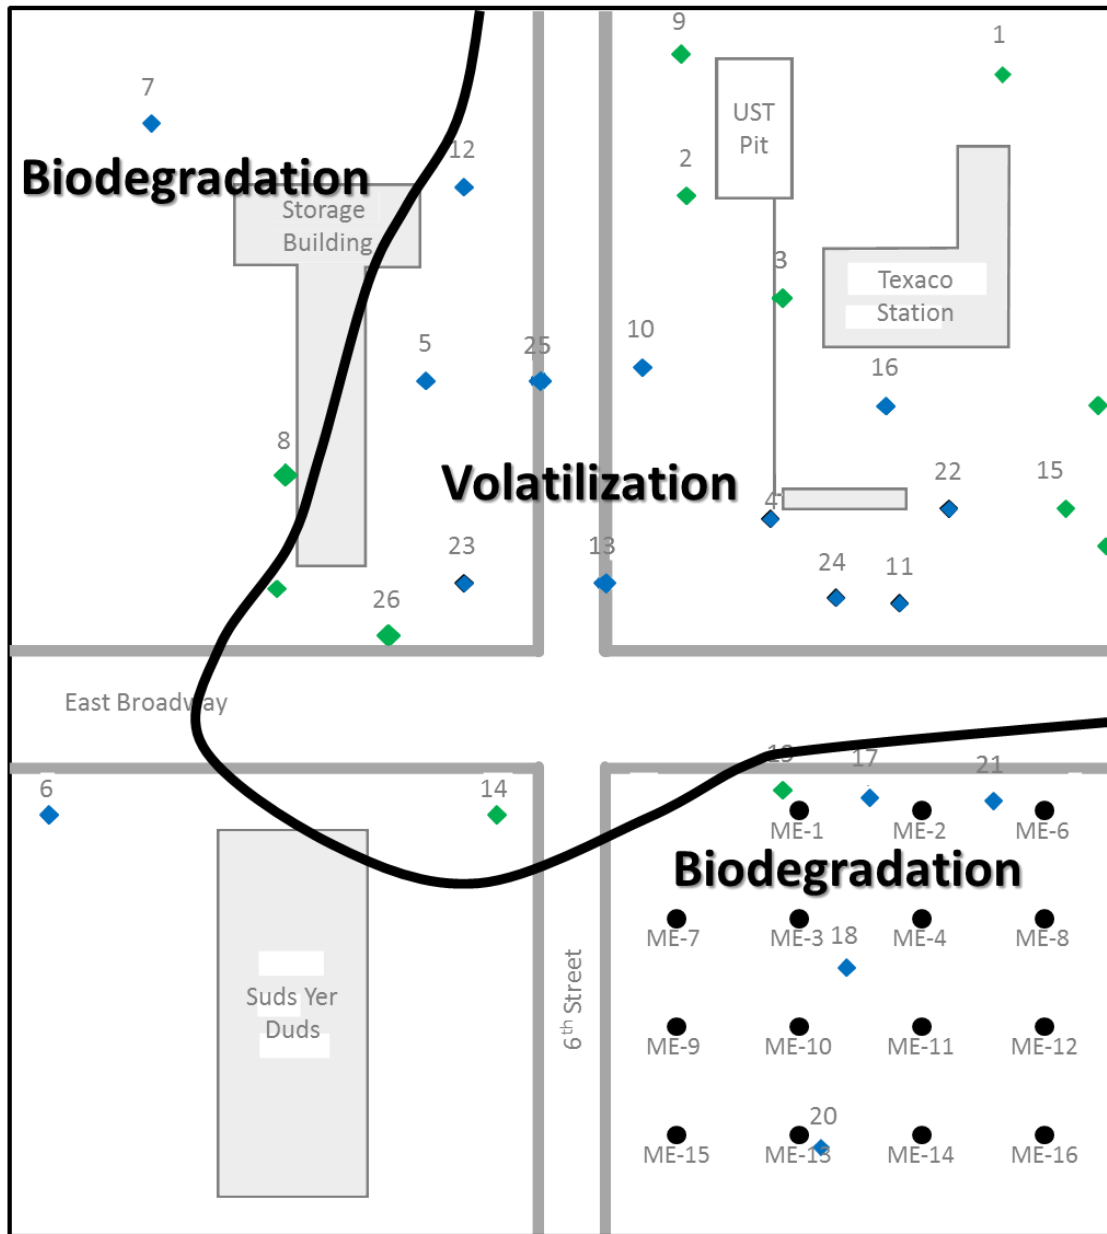 9
1
7
UST
Pit
12
Biodegradation
2
Storage
Building
3
Texaco
Station
10
5
25
16
8
Volatilization
22
15
4
23
13
24
11
26
East Broadway
19
17
21
6
14
ME-1
ME-2
ME-6
Biodegradation
ME-7
ME-3
18
ME-4
ME-8
6th Street
Suds Yer
Duds
ME-9
ME-10
ME-11
ME-12
20
ME-15
ME-13
ME-14
ME-16